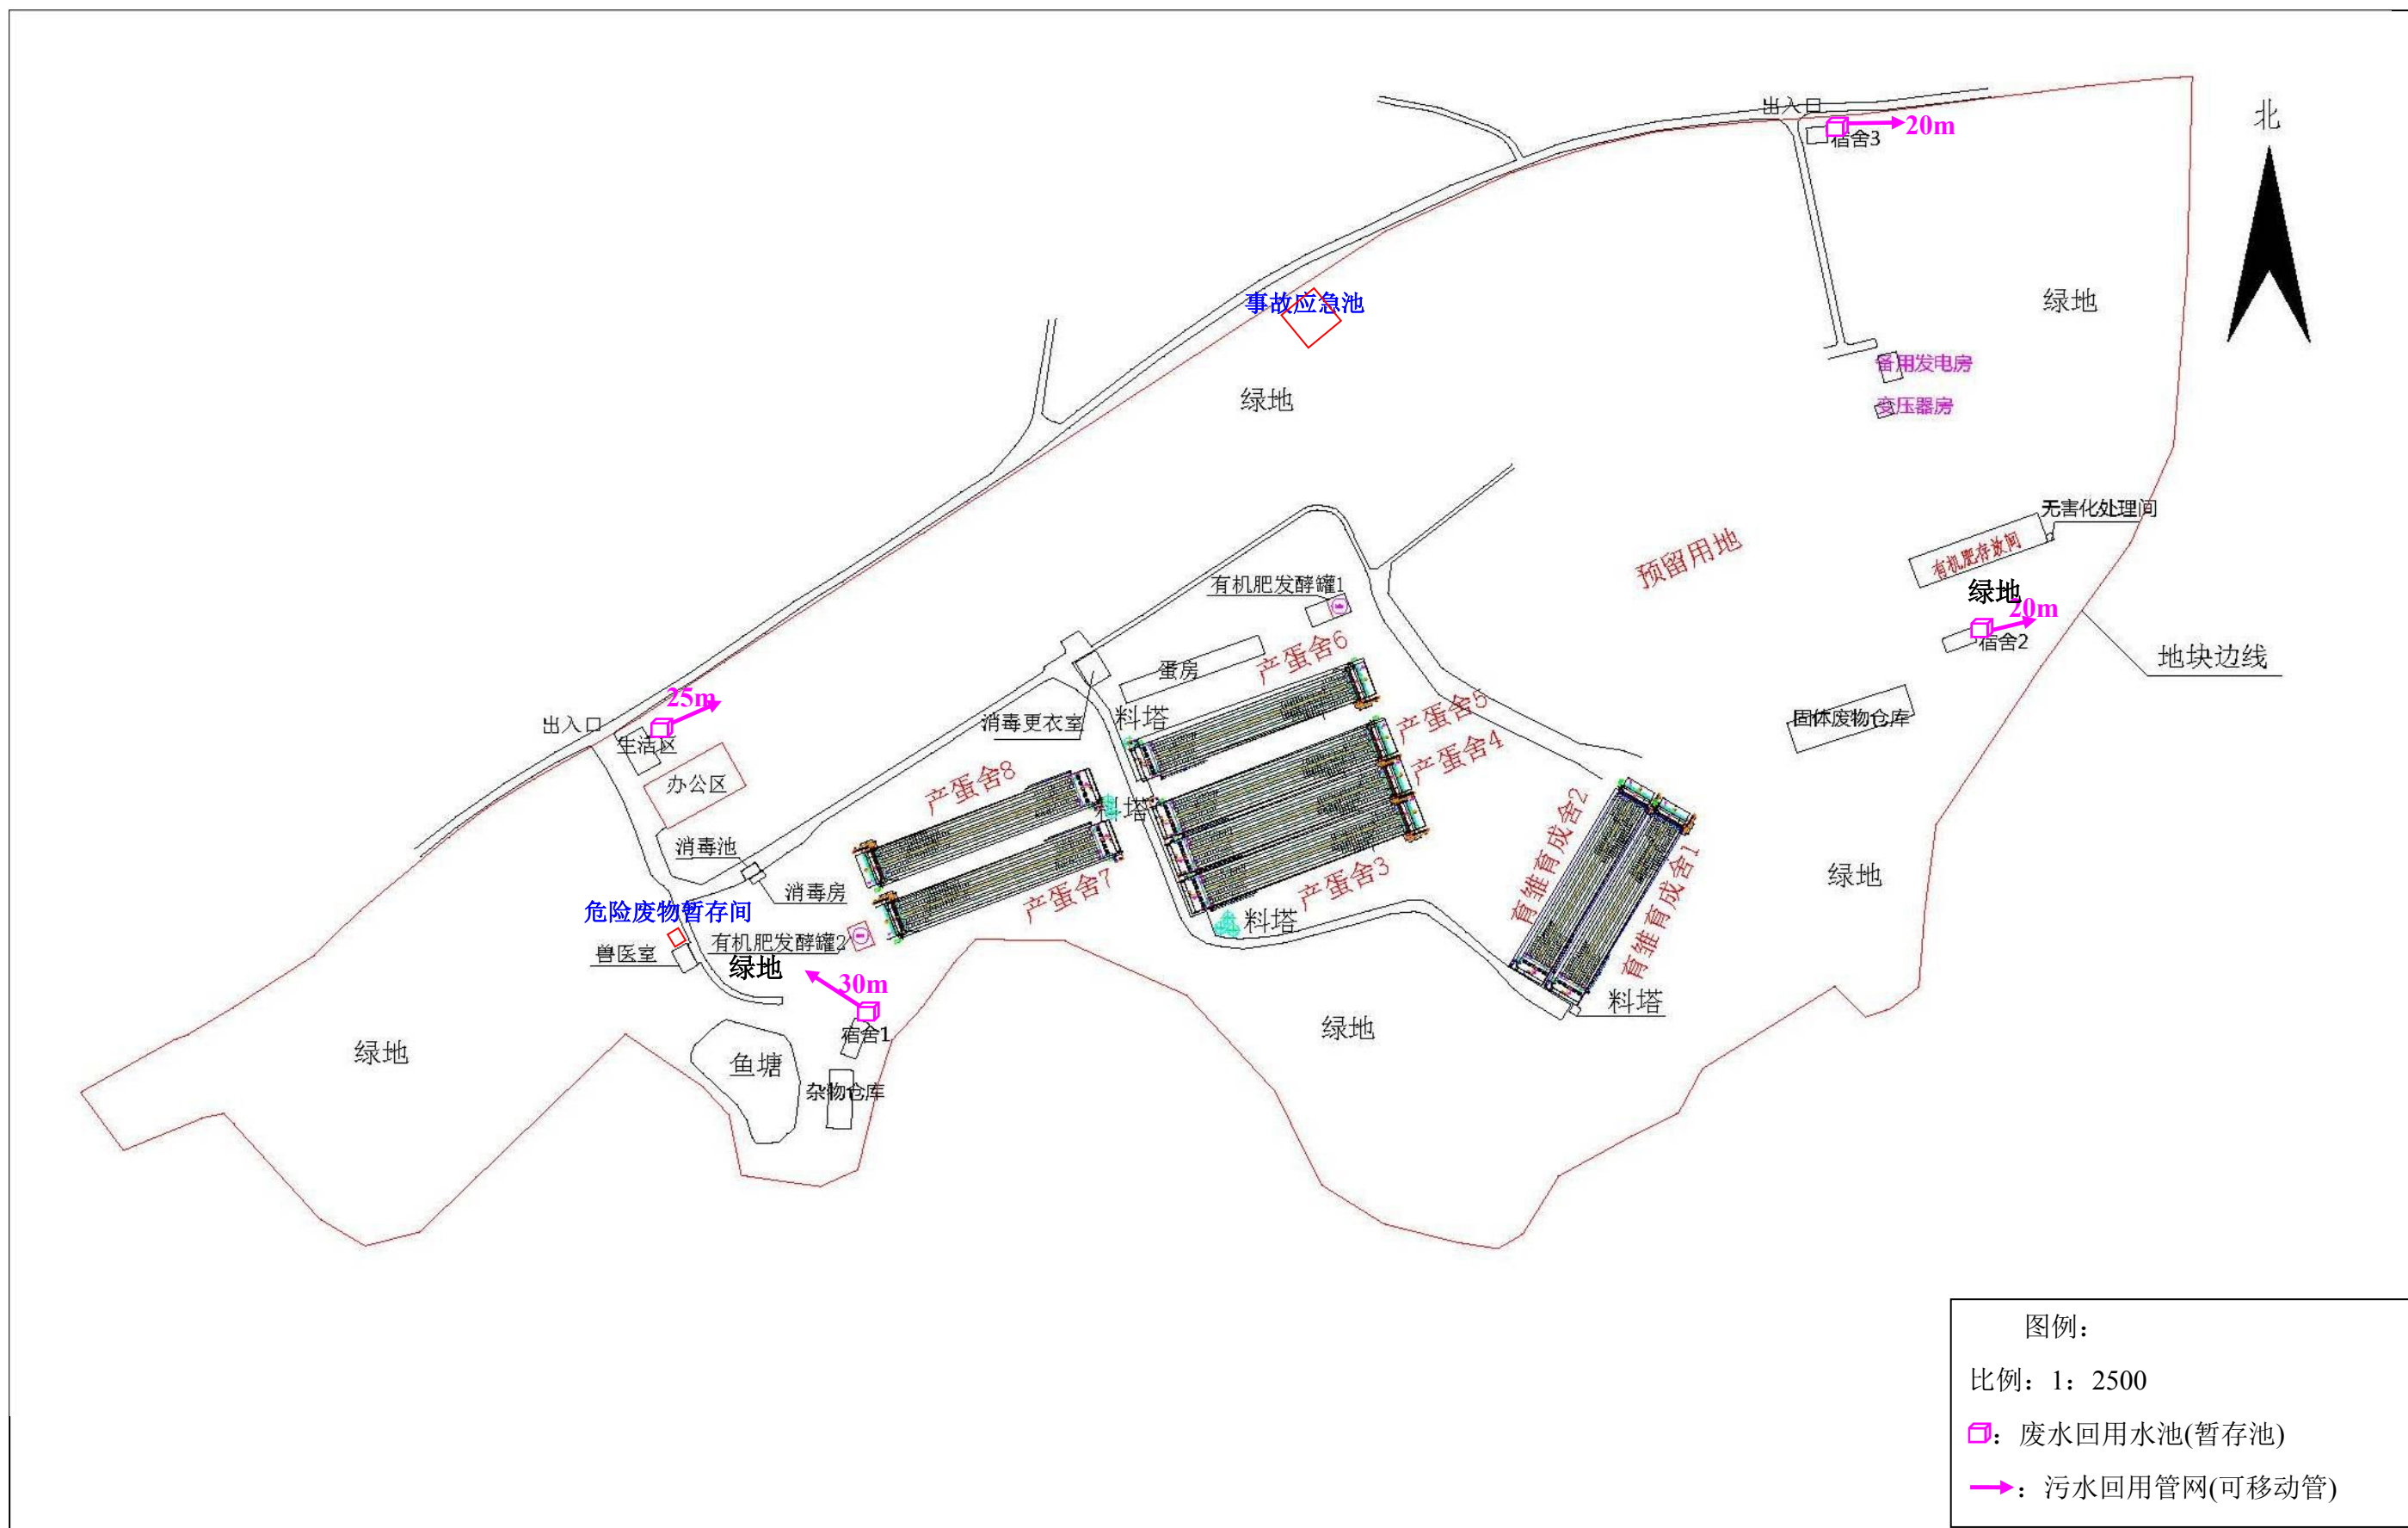 出入口
宿舍3
20m
北
事故应急池
绿地
绿地
备用发电房
变压器房
无害化处理间
有机肥存放间
预留用地
有机肥发酵罐1
绿地
20m
宿舍2
地块边线
产蛋舍6
蛋房
25m
出入口
生活区
消毒更衣室
料塔
产蛋舍5
固体废物仓库
产蛋舍4
办公区
产蛋舍8
料塔
消毒池
育雏育成舍2
产蛋舍3
产蛋舍7
消毒房
育雏育成舍1
绿地
危险废物暂存间
料塔
有机肥发酵罐2
兽医室
绿地
30m
料塔
绿地
宿舍1
绿地
鱼塘
杂物仓库
图例：
比例：1：2500
：废水回用水池(暂存池)
：污水回用管网(可移动管)